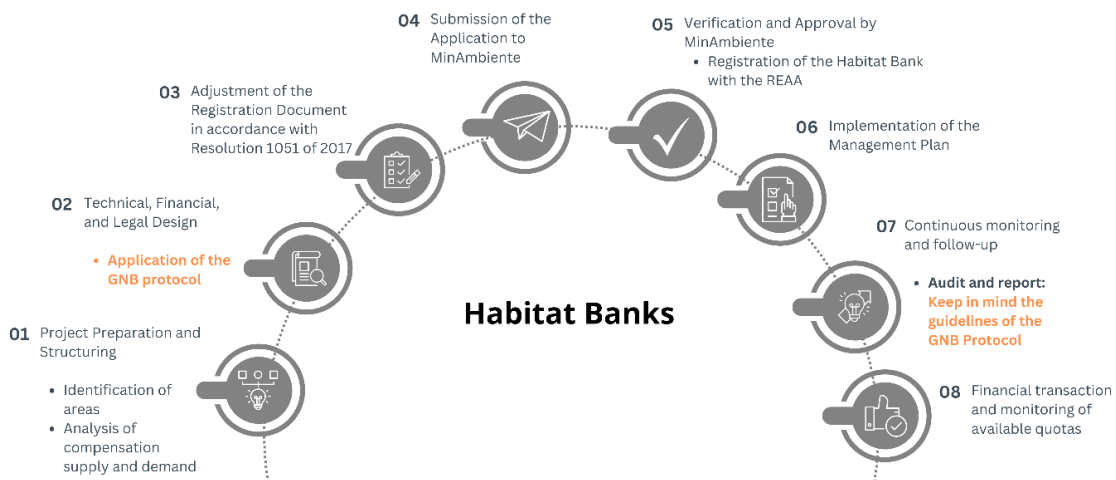 01 Project Preparation and
Structuring
• Identification of
areas
• Analysis of
compensation
supply and demand
02 Technical, Financial,
and Legal Design
• Application of the
GNB protocol
03 Adjustment of the
Registration Document
in accordance with
Resolution 1051 of 2017
04 Submission of the
Application to
MinAmbiente
05 Verification and Approval by
MinAmbiente
• Registration of the Habitat Bank
with the REAA
06 Implementation of the
Management Plan
07 Continuous monitoring
and follow-up
• Audit and report:
Keep in mind the
guidelines of the
GNB Protocol
08 Financial transaction
and monitoring of
available quotas
Habitat Banks